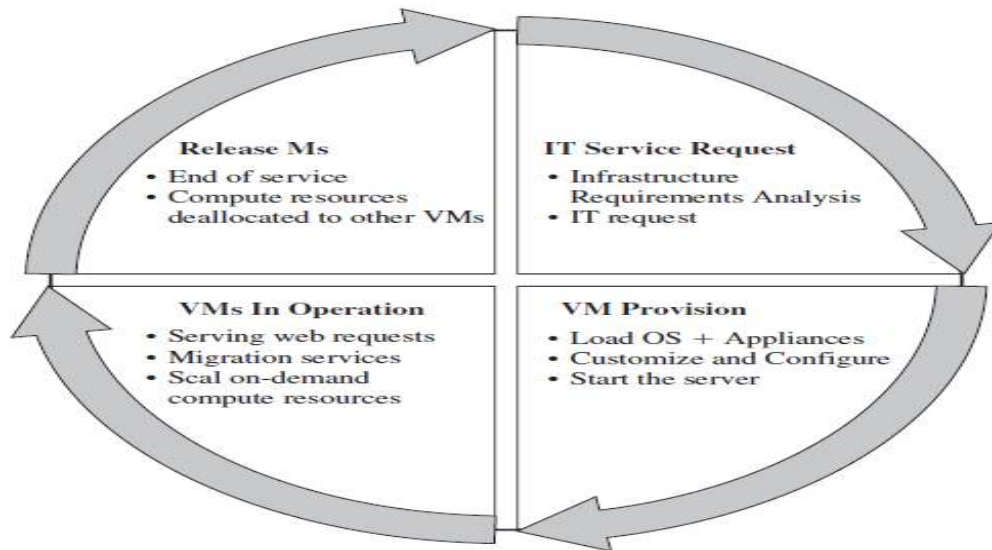 Release Ms
• End of service
• Compute resources
deallocated to other VMs
IT Service Request
• Infrastructure
Requirements Analysis
• IT request
VMs In Operation
• Serving web requests
• Migration services
• Scal on-demand
compute resources
VM Provision
• Load OS + Appliances
• Customize and Configure
• Start the server